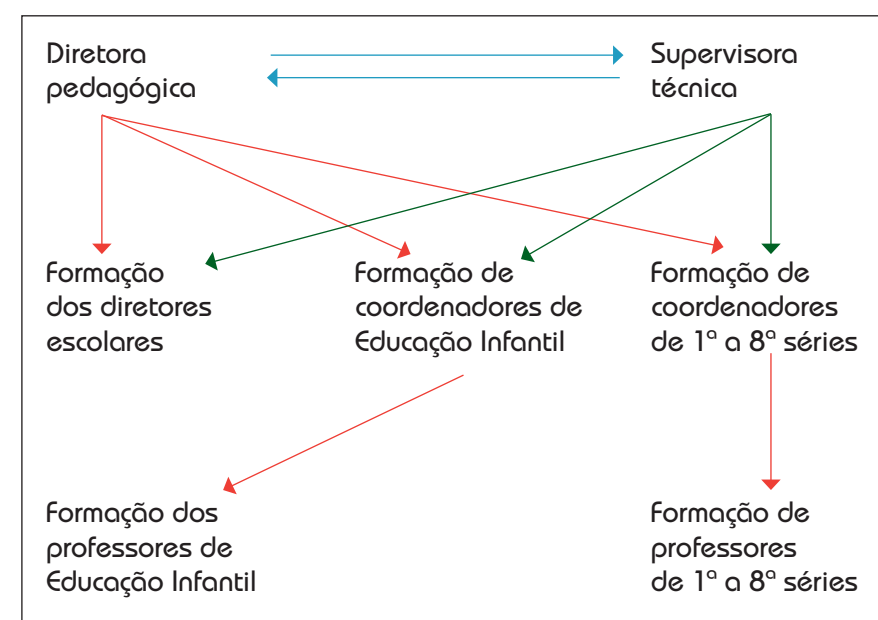 Diretora
pedagógica
Supervisora
técnica
Formação
dos diretores
escolares
Formação de
coordenadores de
Educação Infantil
Formação de
coordenadores
de 1ª a 8ª séries
Formação dos
professores de
Educação Infantil
Formação de
professores
de 1ª a 8ª séries